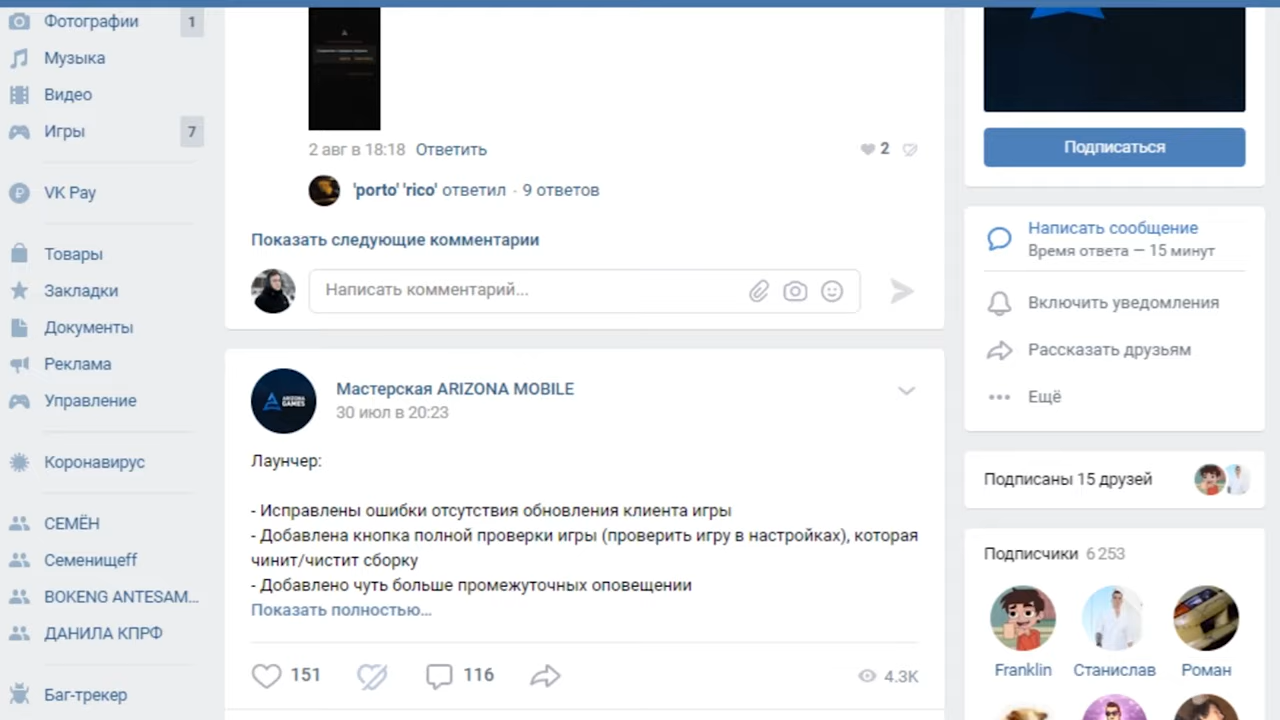 Фотографии 1
Музыка
Видео
Игры 7
VK Pay
Товары
Закладки
Документы
Реклама
Управление
Коронавирус
СЕМЁН
Семенищеff
BOKENG ANTESAM...
ДАНИЛА КПРФ
Баг-трекер
2 авг в 18:18 Ответить 2
'porto' 'rico' ответил · 9 ответов
Показать следующие комментарии
Написать комментарий...
Мастерская ARIZONA MOBILE
30 июл в 20:23
ARIZONA
GAMES
Лаунчер:
- Исправлены ошибки отсутствия обновления клиента игры
- Добавлена кнопка полной проверки игры (проверить игру в настройках), которая
чинит/чистит сборку
- Добавлено чуть больше промежуточных оповещении
Показать полностью...
151 116 4.3K
Подписаться
Написать сообщение
Время ответа — 15 минут
Включить уведомления
Рассказать друзьям
Ещё
Подписаны 15 друзей
Подписчики 6 253
Franklin Станислав Роман